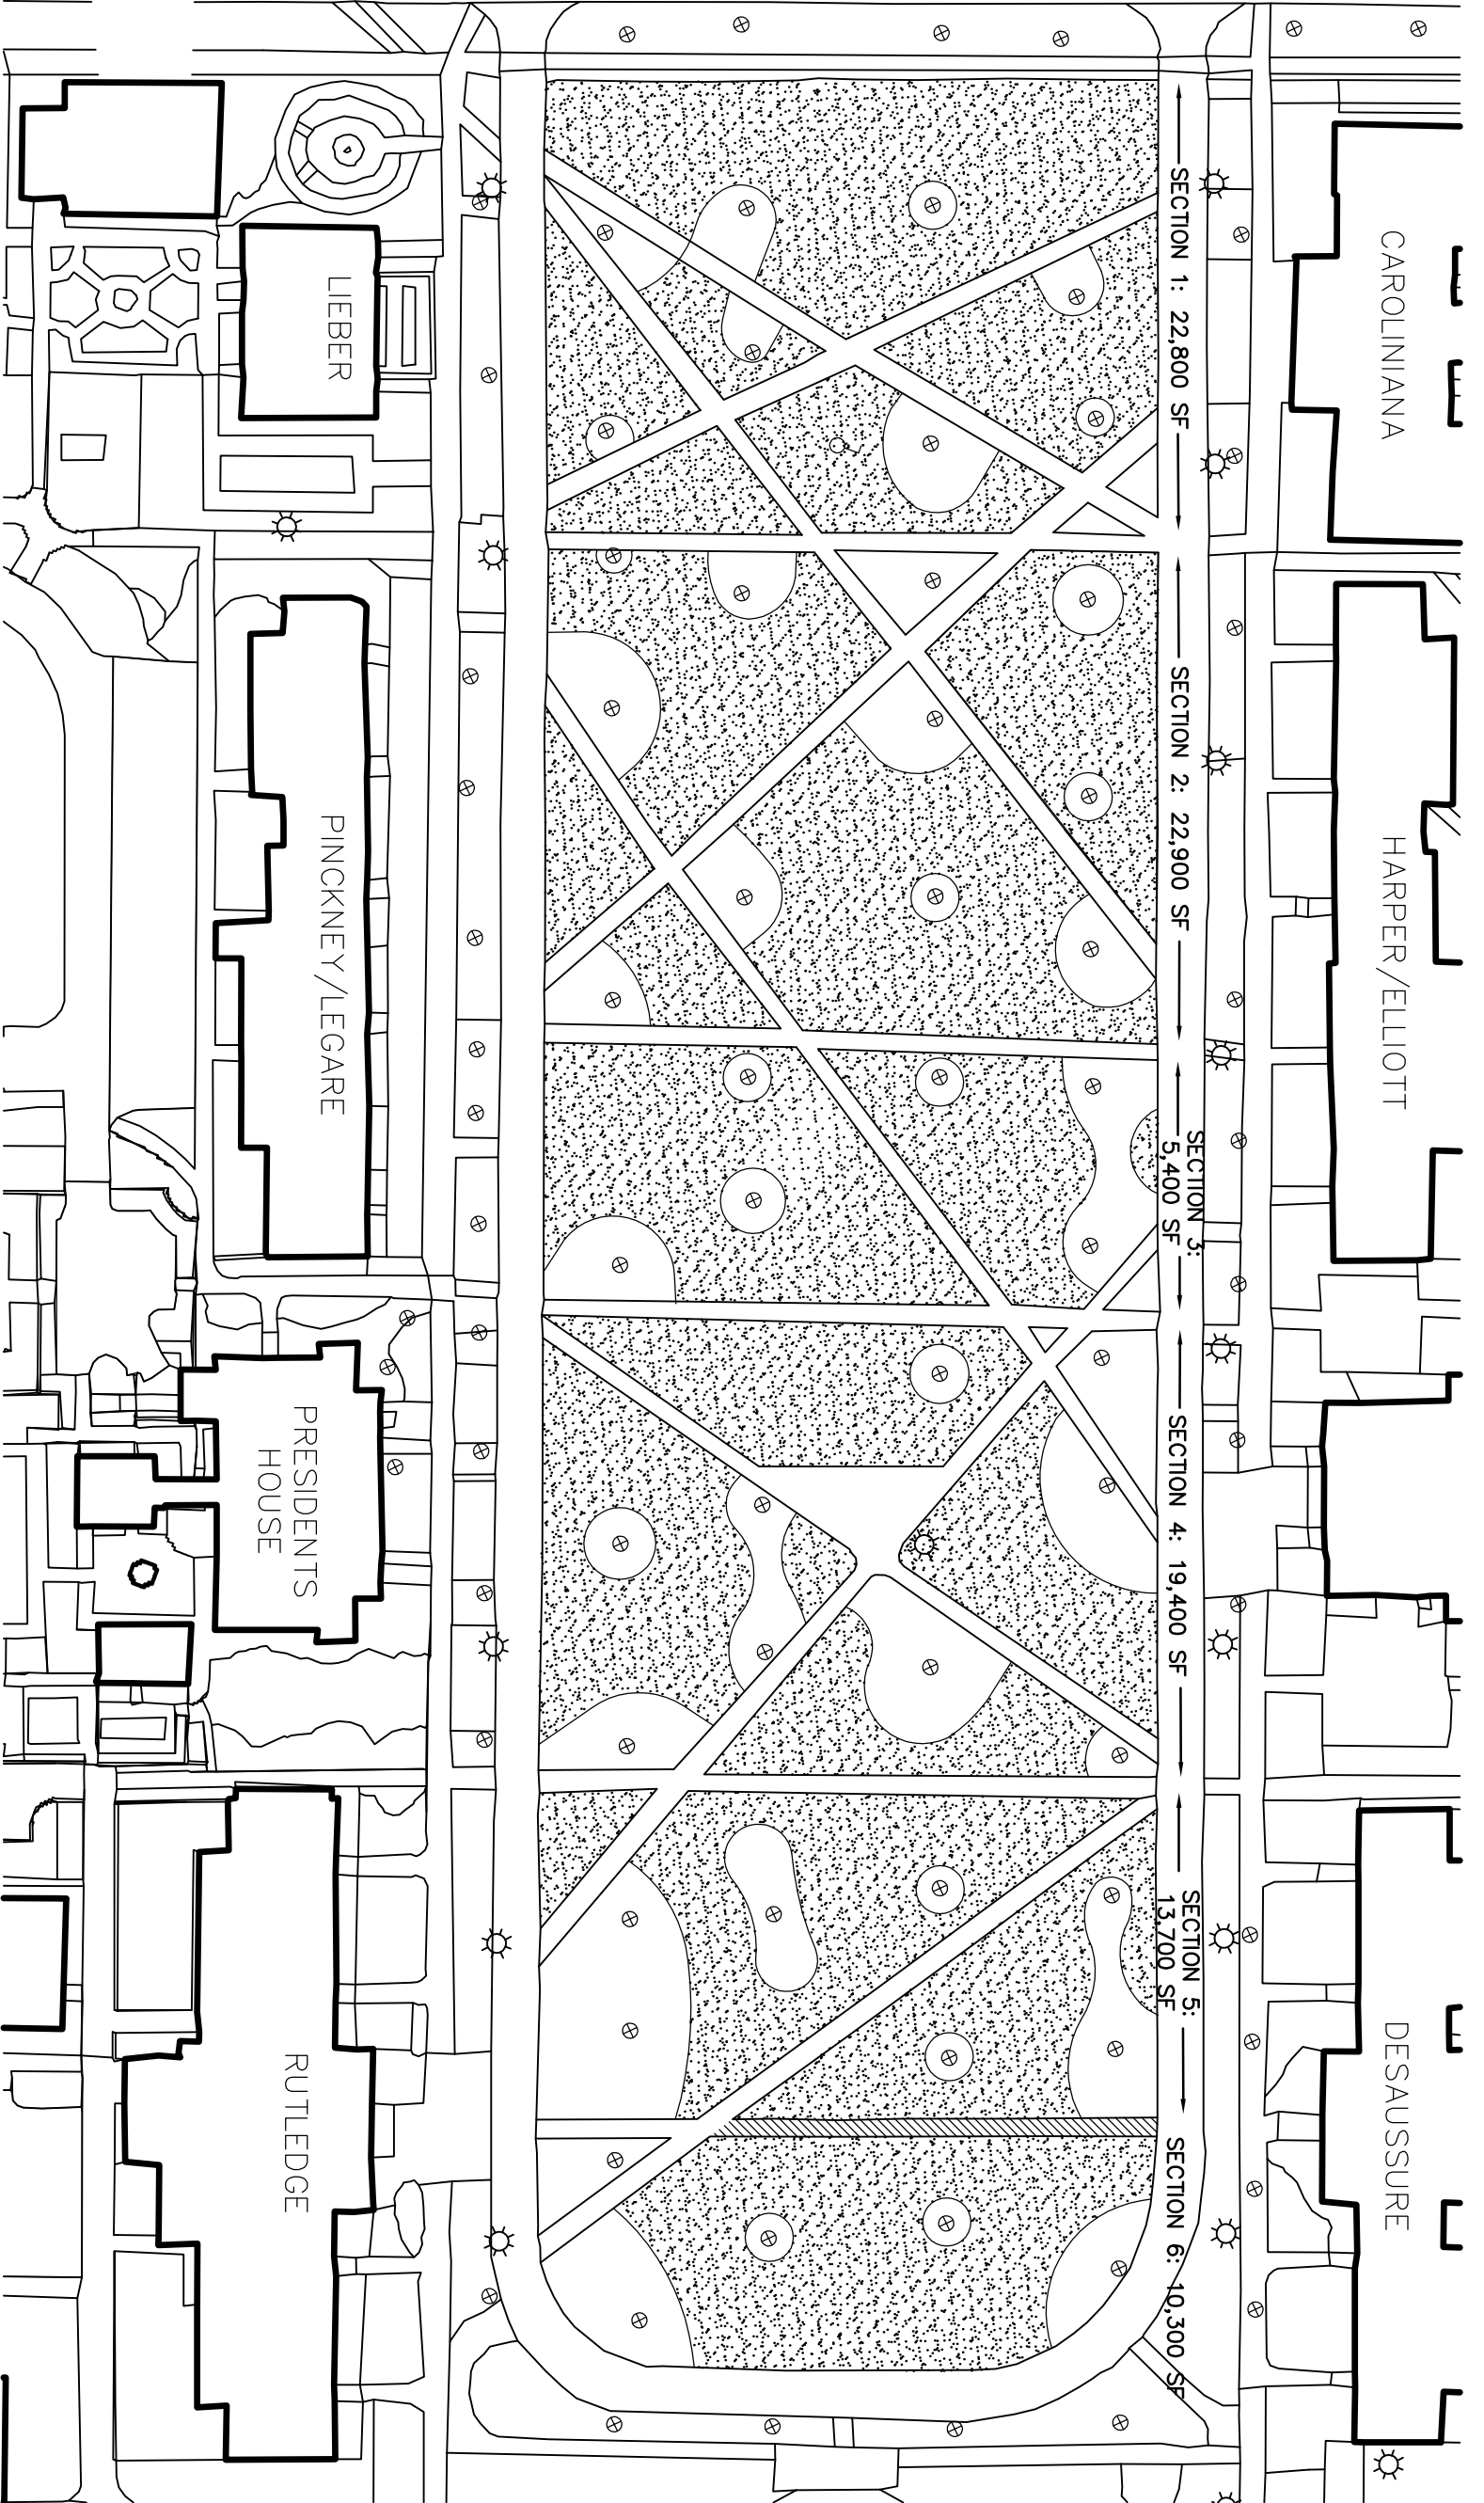 CAROLINIANA
HARPER/ELLIOTT
DESAUSSURE
SECTION 1: 22,800 SF
SECTION 2: 22,900 SF
SECTION 3:
5,400 SF
SECTION 4: 19,400 SF
SECTION 5:
13,700 SF
SECTION 6: 10,300 SF
LIEBER
PINCKNEY/LEGARE
PRESIDENTS
HOUSE
RUTLEDGE